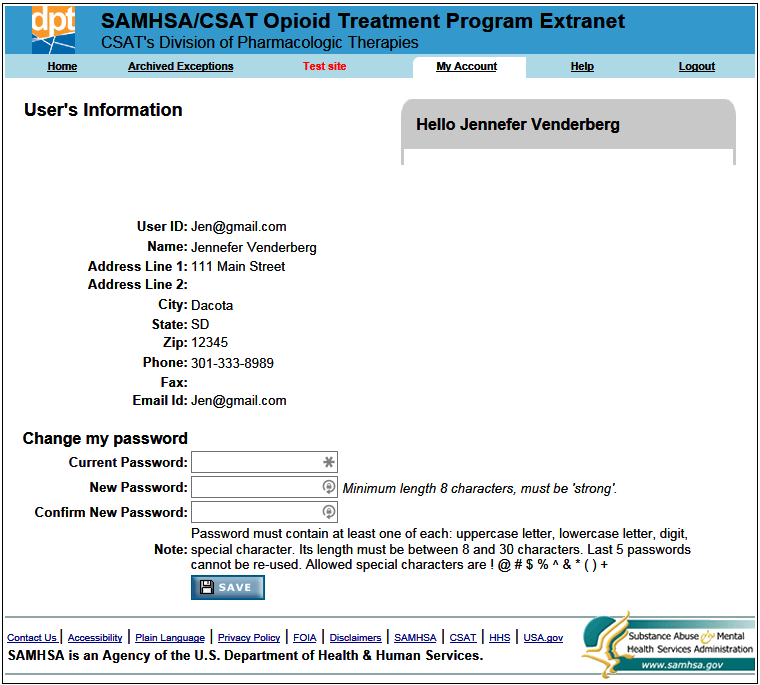 dpt
SAMHSA/CSAT Opioid Treatment Program Extranet
CSAT's Division of Pharmacologic Therapies
Home Archived Exceptions Test site My Account Help Logout
User's Information
Hello Jennefer Venderberg
User ID: Jen@gmail.com
Name: Jennefer Venderberg
Address Line 1: 111 Main Street
Address Line 2:
City: Dacota
State: SD
Zip: 12345
Phone: 301-333-8989
Fax:
Email Id: Jen@gmail.com
Change my password
Current Password:
New Password: Minimum length 8 characters, must be 'strong'.
Confirm New Password:
Password must contain at least one of each: uppercase letter, lowercase letter, digit,
Note: special character. Its length must be between 8 and 30 characters. Last 5 passwords
cannot be re-used. Allowed special characters are ! @ # $ % ^ & * ( ) +
SAVE
Contact Us | Accessibility | Plain Language | Privacy Policy | FOIA | Disclaimers | SAMHSA | CSAT | HHS | USA.gov
SAMHSA is an Agency of the U.S. Department of Health & Human Services.
Substance Abuse & Mental
Health Services Administration
www.samhsa.gov